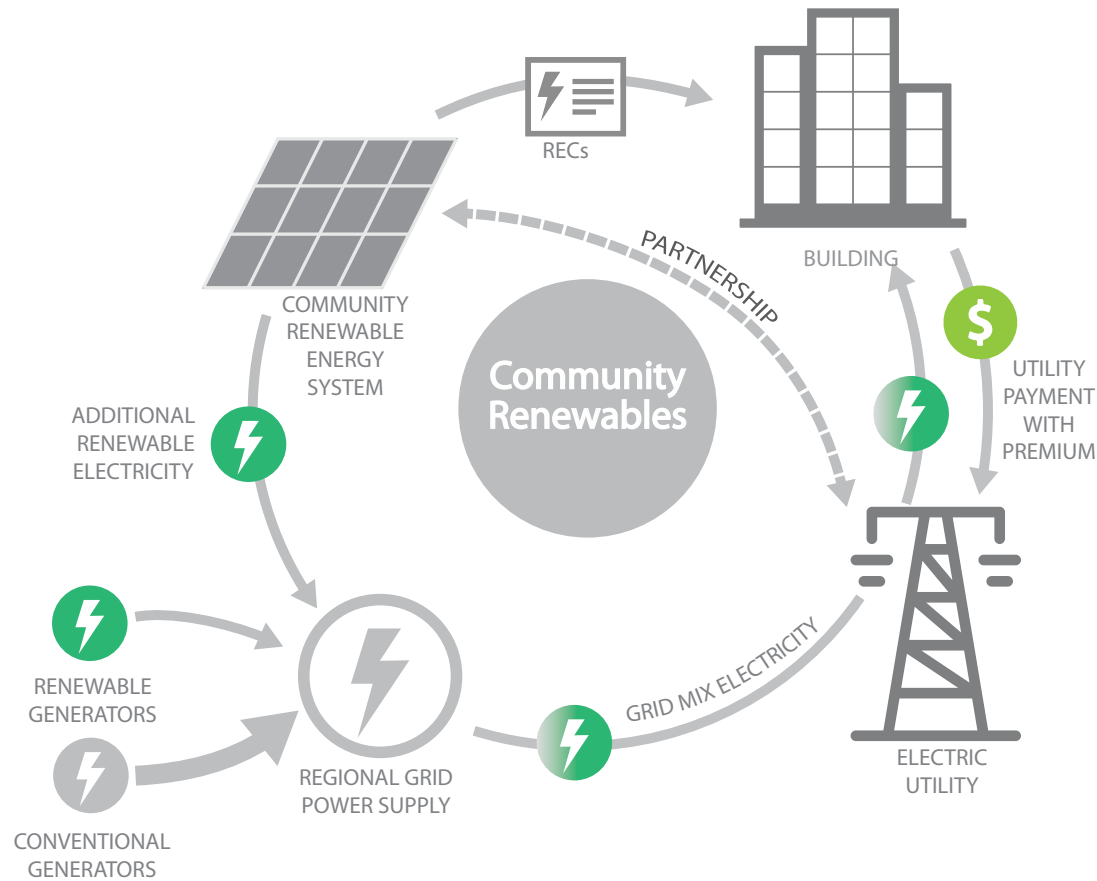 RECs
BUILDING
PARTNERSHIP
COMMUNITY
RENEWABLE
ENERGY
SYSTEM
Community
Renewables
$
UTILITY
PAYMENT
WITH
PREMIUM
ADDITIONAL
RENEWABLE
ELECTRICITY
RENEWABLE
GENERATORS
GRID MIX ELECTRICITY
REGIONAL GRID
POWER SUPPLY
ELECTRIC
UTILITY
CONVENTIONAL
GENERATORS